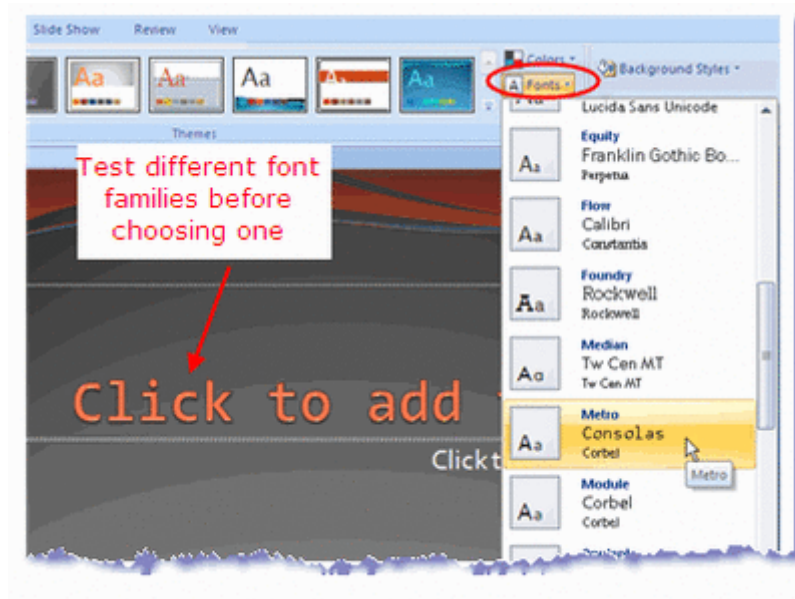 Slide Show Review View
Aa Aa Aa Aa Aa
Colors
Fonts
Background Styles
Themes
Lucida Sans Unicode
Equity
Aa Franklin Gothic Bo...
Perpetua
Flow
Aa Calibri
Constantia
Foundry
Aa Rockwell
Rockwell
Median
Aa Tw Cen MT
Tw Cen MT
Metro
Aa Consolas
Corbel
Metro
Module
Aa Corbel
Corbel
Test different font
families before
choosing one
Click to add
Click t